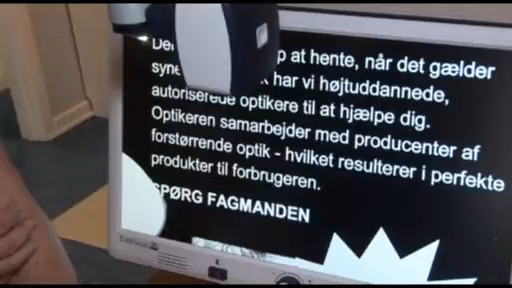 p at hente, når det gælder
syne har vi højtuddannede,
autoriserede optikere til at hjælpe dig.
Optikeren samarbejder med producenter af
forstørrende optik - hvilket resulterer i perfekte
produkter til forbrugeren.
SPØRG FAGMANDEN